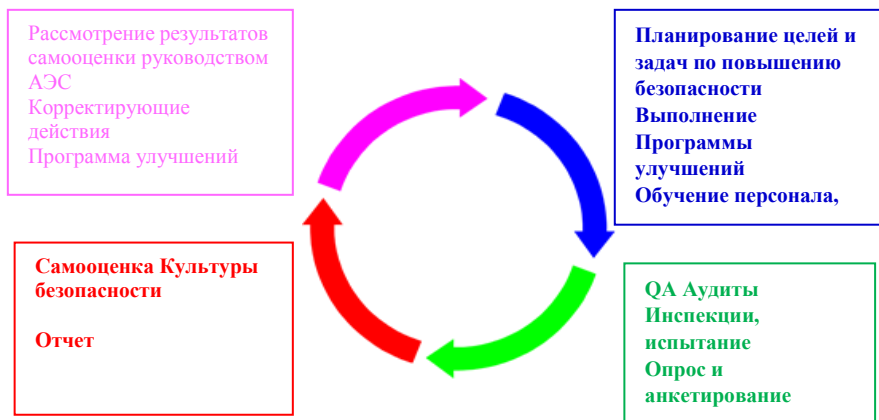 Рассмотрение результатов
самооценки руководством
АЭС
Корректирующие
действия
Программа улучшений
Планирование целей и
задач по повышению
безопасности
Выполнение
Программы
улучшений
Обучение персонала,
Самооценка Культуры
безопасности
Отчет
QA Аудиты
Инспекции,
испытание
Опрос и
анкетирование